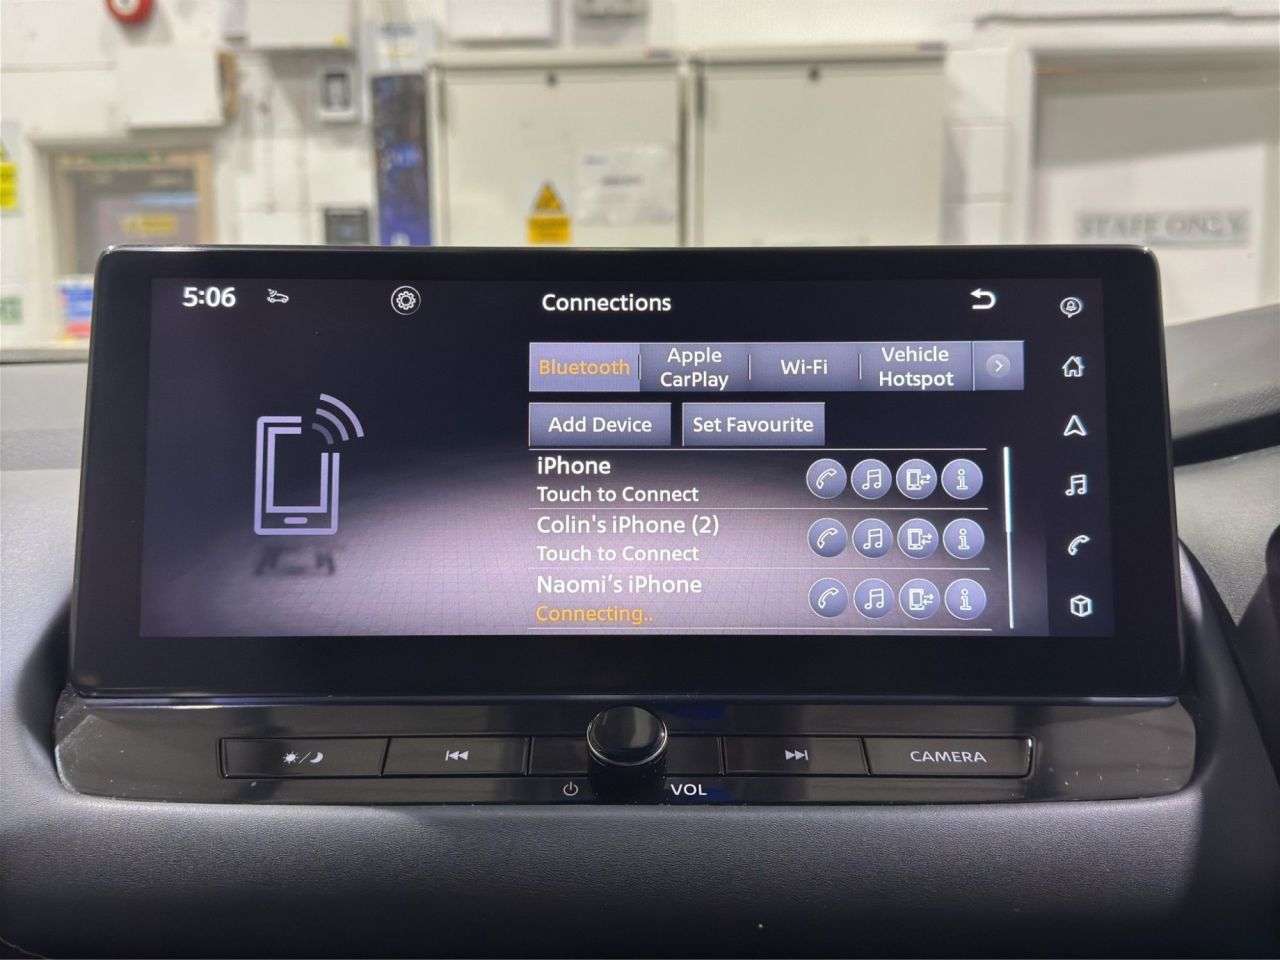 STAFF ONLY
5:06
Connections
Bluetooth
Apple
CarPlay
Wi-Fi
Vehicle
Hotspot
Add Device
Set Favourite
iPhone
Touch to Connect
Colin's iPhone (2)
Touch to Connect
Naomi’s iPhone
Connecting..
CAMERA
VOL